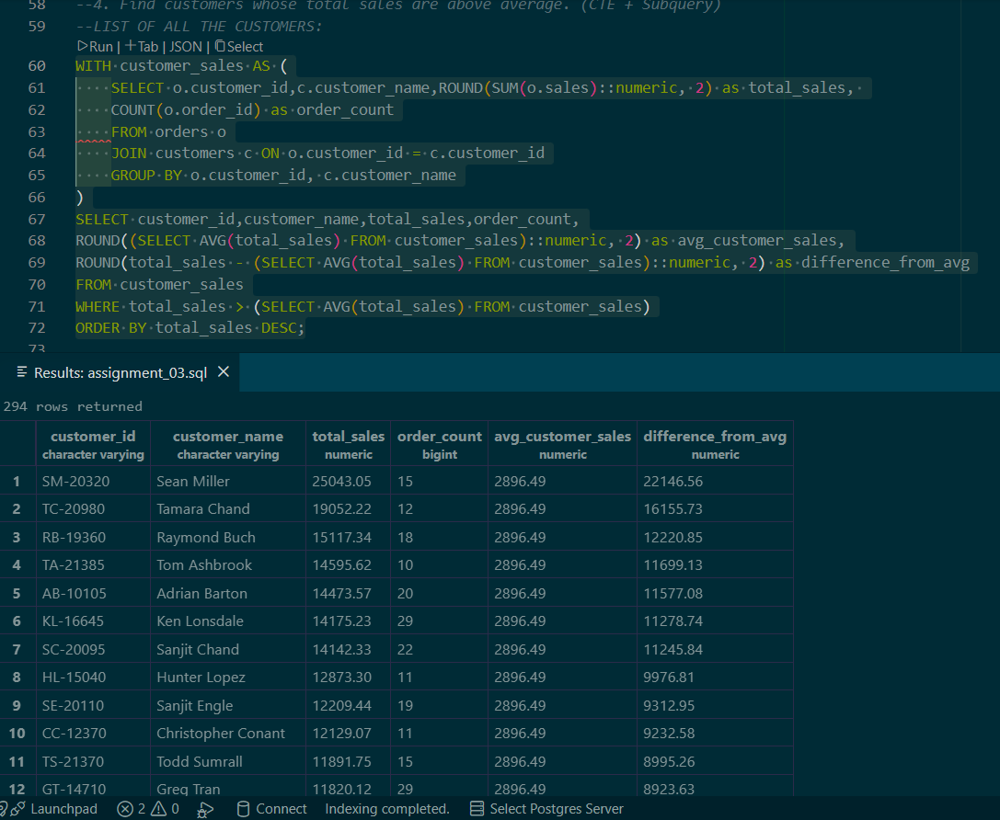 58 --4. Find customers whose total sales are above average. (CTE + Subquery)
59 --LIST OF ALL THE CUSTOMERS:
▷Run | +Tab | JSON | Select
60 WITH customer_sales AS (
61 SELECT o.customer_id,c.customer_name,ROUND(SUM(o.sales)::numeric, 2) as total_sales,
62 COUNT(o.order_id) as order_count
63 FROM orders o
64 JOIN customers c ON o.customer_id = c.customer_id
65 GROUP BY o.customer_id, c.customer_name
66 )
67 SELECT customer_id,customer_name,total_sales,order_count,
68 ROUND((SELECT AVG(total_sales) FROM customer_sales)::numeric, 2) as avg_customer_sales,
69 ROUND(total_sales - (SELECT AVG(total_sales) FROM customer_sales)::numeric, 2) as difference_from_avg
70 FROM customer_sales
71 WHERE total_sales > (SELECT AVG(total_sales) FROM customer_sales)
72 ORDER BY total_sales DESC;
73
Results: assignment_03.sql ×
294 rows returned
customer_id customer_name total_sales order_count avg_customer_sales difference_from_avg
character varying character varying numeric bigint numeric numeric
1 SM-20320 Sean Miller 25043.05 15 2896.49 22146.56
2 TC-20980 Tamara Chand 19052.22 12 2896.49 16155.73
3 RB-19360 Raymond Buch 15117.34 18 2896.49 12220.85
4 TA-21385 Tom Ashbrook 14595.62 10 2896.49 11699.13
5 AB-10105 Adrian Barton 14473.57 20 2896.49 11577.08
6 KL-16645 Ken Lonsdale 14175.23 29 2896.49 11278.74
7 SC-20095 Sanjit Chand 14142.33 22 2896.49 11245.84
8 HL-15040 Hunter Lopez 12873.30 11 2896.49 9976.81
9 SE-20110 Sanjit Engle 12209.44 19 2896.49 9312.95
10 CC-12370 Christopher Conant 12129.07 11 2896.49 9232.58
11 TS-21370 Todd Sumrall 11891.75 15 2896.49 8995.26
12 GT-14710 Greg Tran 11820.12 29 2896.49 8923.63
Launchpad 2 0 Connect Indexing completed. Select Postgres Server